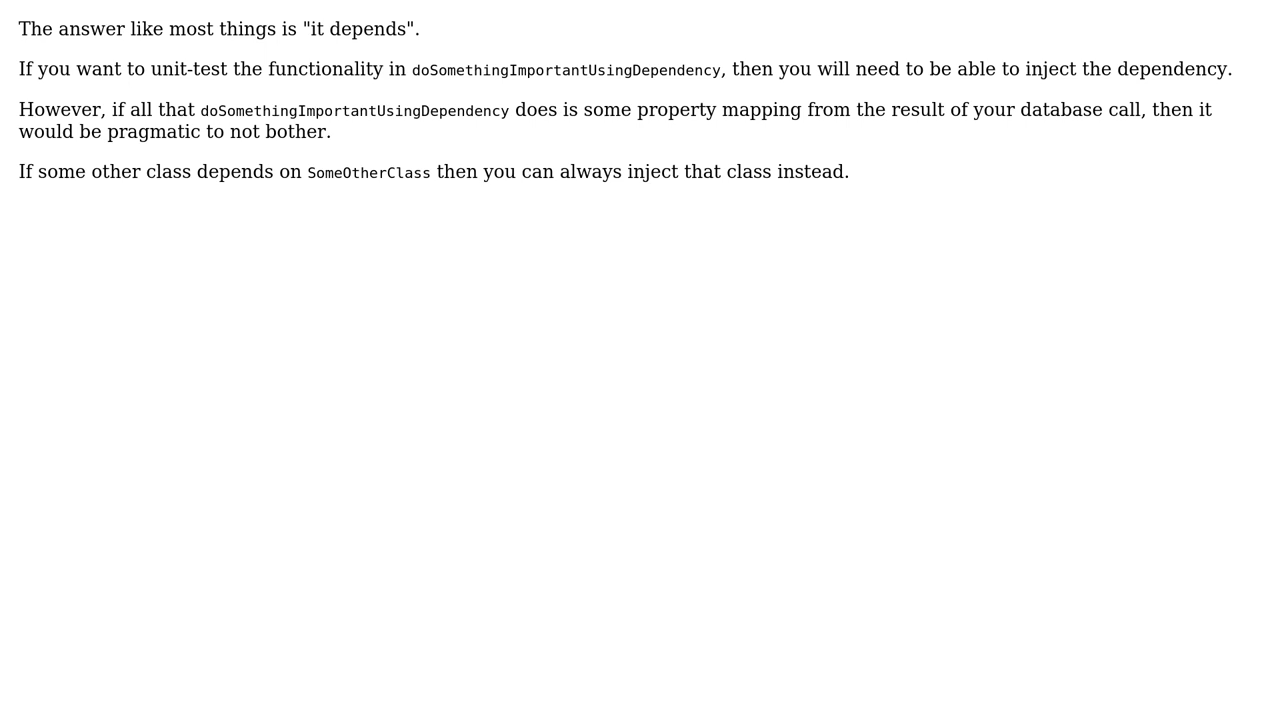 The answer like most things is "it depends".
If you want to unit-test the functionality in doSomethingImportantUsingDependency, then you will need to be able to inject the dependency.
However, if all that doSomethingImportantUsingDependency does is some property mapping from the result of your database call, then it
would be pragmatic to not bother.
If some other class depends on SomeOtherClass then you can always inject that class instead.